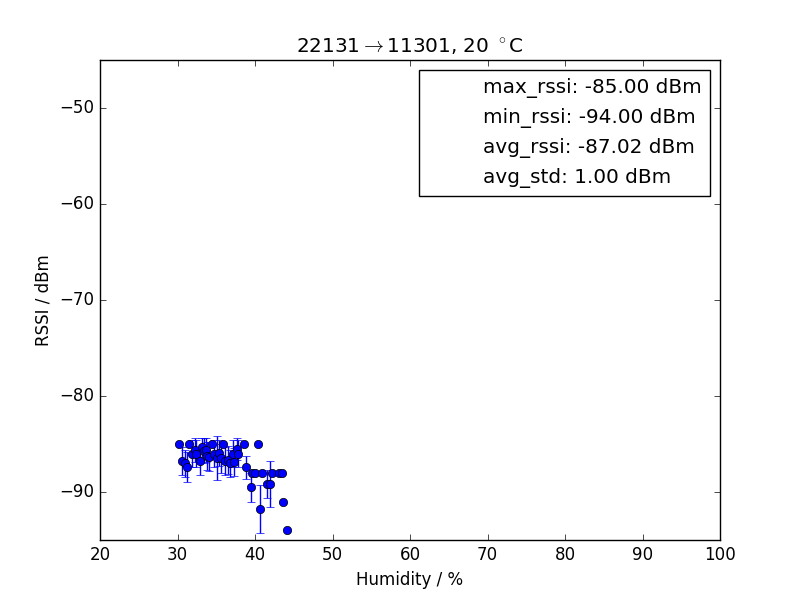 22131→11301, 20 °C
max_rssi: -85.00 dBm
min_rssi: -94.00 dBm
avg_rssi: -87.02 dBm
avg_std: 1.00 dBm
RSSI / dBm
−50
−60
−70
−80
−90
20 30 40 50 60 70 80 90 100
Humidity / %